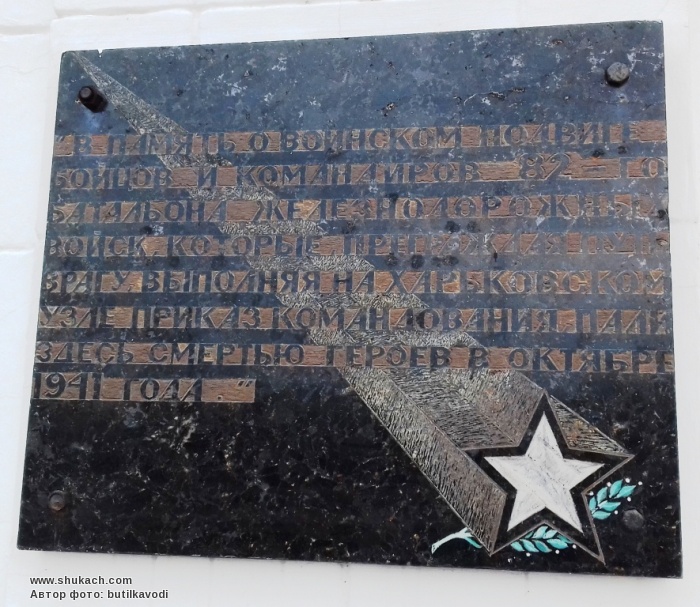 "В ПАМЯТЬ О ВОИНСКОМ ПОДВИГЕ
БОЙЦОВ И КОМАНДИРОВ 82 – ГО
БАТАЛЬОНА ЖЕЛЕЗНОДОРОЖНЫХ
ВОЙСК, КОТОРЫЕ ПРЕГРАЖДАЯ ПУТЬ
ВРАГУ, ВЫПОЛНЯЯ НА ХАРЬКОВСКОМ
УЗЛЕ ПРИКАЗ КОМАНДОВАНИЯ ПАЛИ
ЗДЕСЬ СМЕРТЬЮ ГЕРОЕВ В ОКТЯБРЕ
1941 ГОДА."
www.shukach.com
Автор фото: butilkavodi